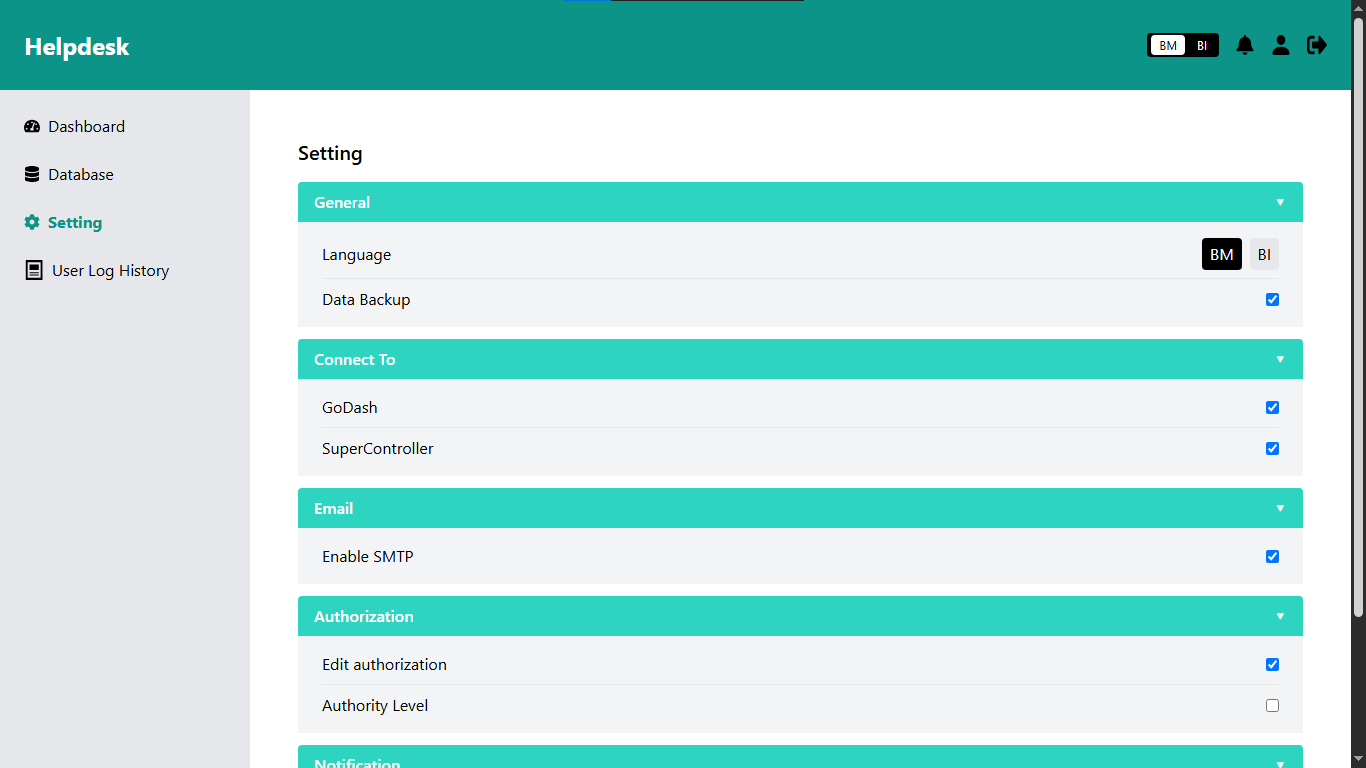 Helpdesk
BM BI
Dashboard
Database
Setting
User Log History
Setting
General
Language BM BI
Data Backup
Connect To
GoDash
SuperController
Email
Enable SMTP
Authorization
Edit authorization
Authority Level
Notification